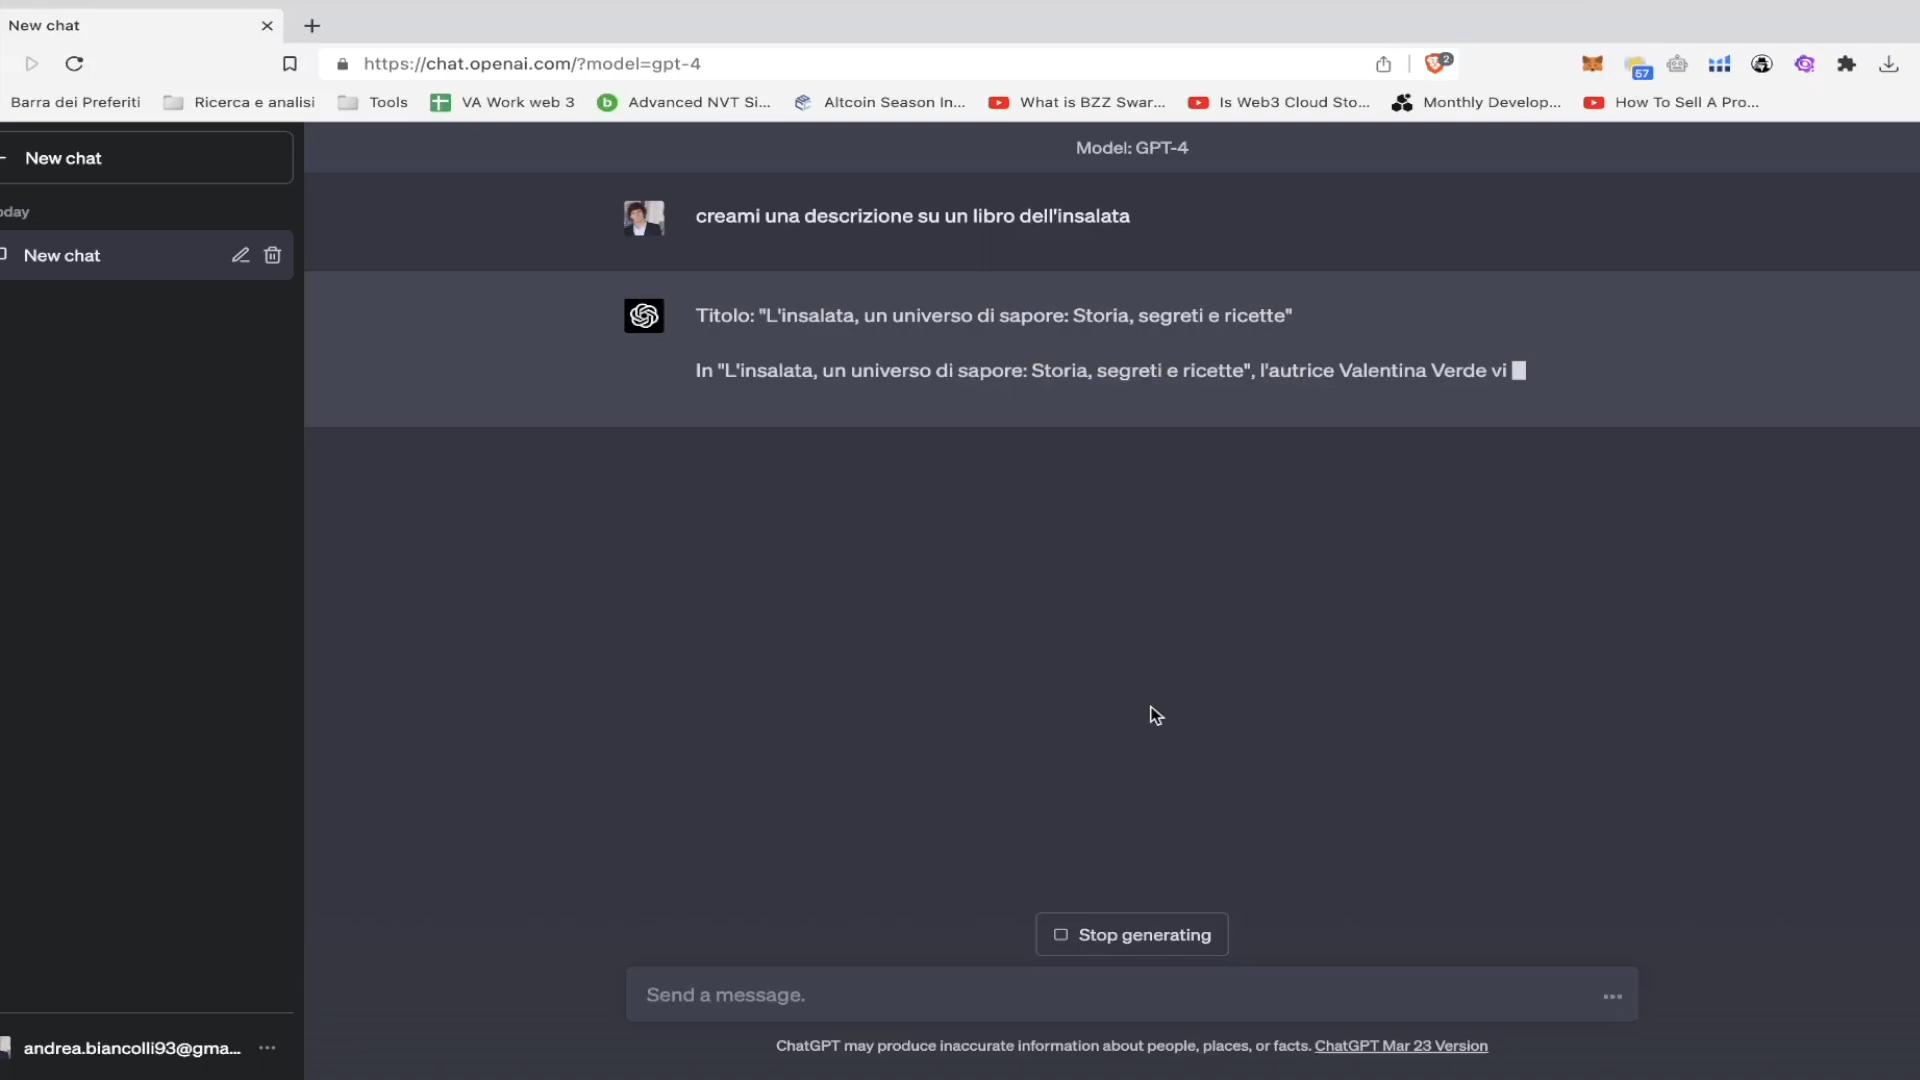 New chat
https://chat.openai.com/?model=gpt-4
2
57
Barra dei Preferiti
Ricerca e analisi
Tools
VA Work web 3
Advanced NVT Si...
Altcoin Season In...
What is BZZ Swar...
Is Web3 Cloud Sto...
Monthly Develop...
How To Sell A Pro...
New chat
oday
New chat
andrea.biancolli93@gma...
Model: GPT-4
creami una descrizione su un libro dell'insalata
Titolo: "L'insalata, un universo di sapore: Storia, segreti e ricette"
In "L'insalata, un universo di sapore: Storia, segreti e ricette", l'autrice Valentina Verde vi
Stop generating
Send a message.
ChatGPT may produce inaccurate information about people, places, or facts. ChatGPT Mar 23 Version